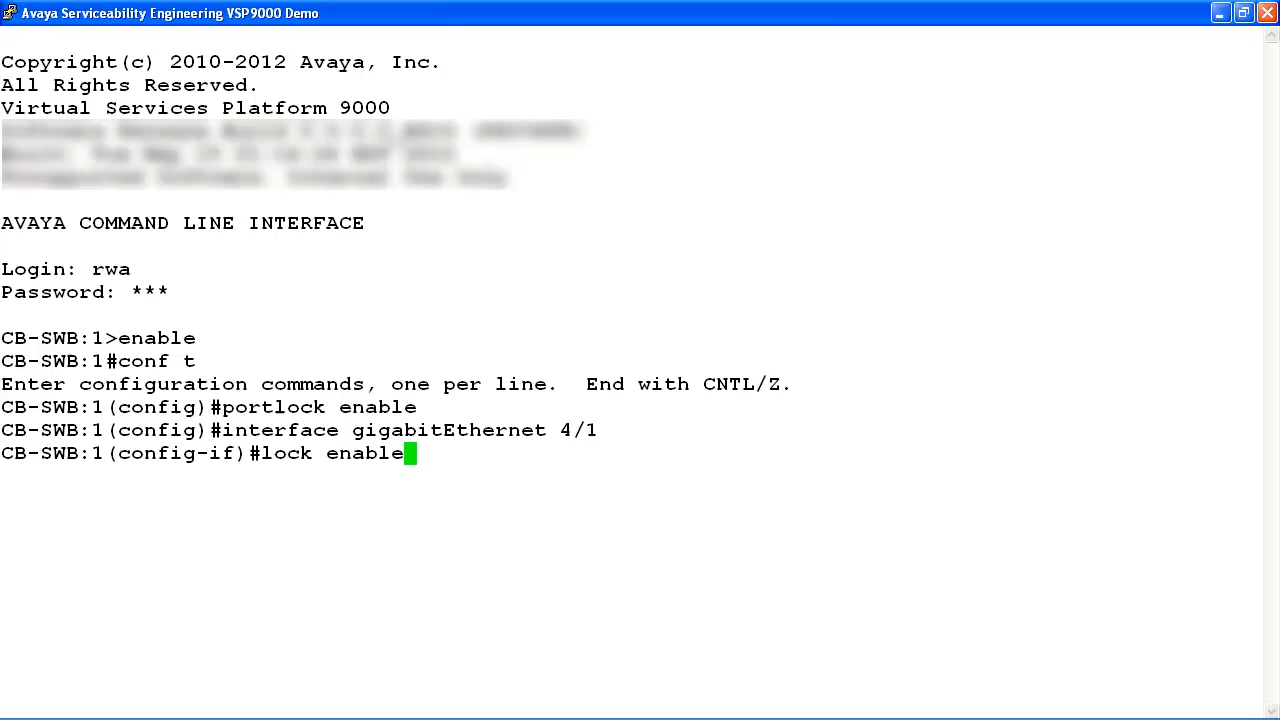 Avaya Serviceability Engineering VSP9000 Demo
Copyright(c) 2010-2012 Avaya, Inc.
All Rights Reserved.
Virtual Services Platform 9000
AVAYA COMMAND LINE INTERFACE
Login: rwa
Password: ***
CB-SWB:1>enable
CB-SWB:1#conf t
Enter configuration commands, one per line.  End with CNTL/Z.
CB-SWB:1(config)#portlock enable
CB-SWB:1(config)#interface gigabitEthernet 4/1
CB-SWB:1(config-if)#lock enable